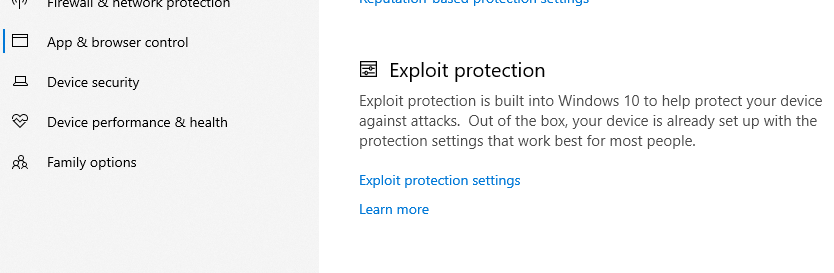 Firewall & network protection
Reputation-based protection settings
App & browser control
Device security
Device performance & health
Family options
Exploit protection
Exploit protection is built into Windows 10 to help protect your device
against attacks.  Out of the box, your device is already set up with the
protection settings that work best for most people.
Exploit protection settings
Learn more